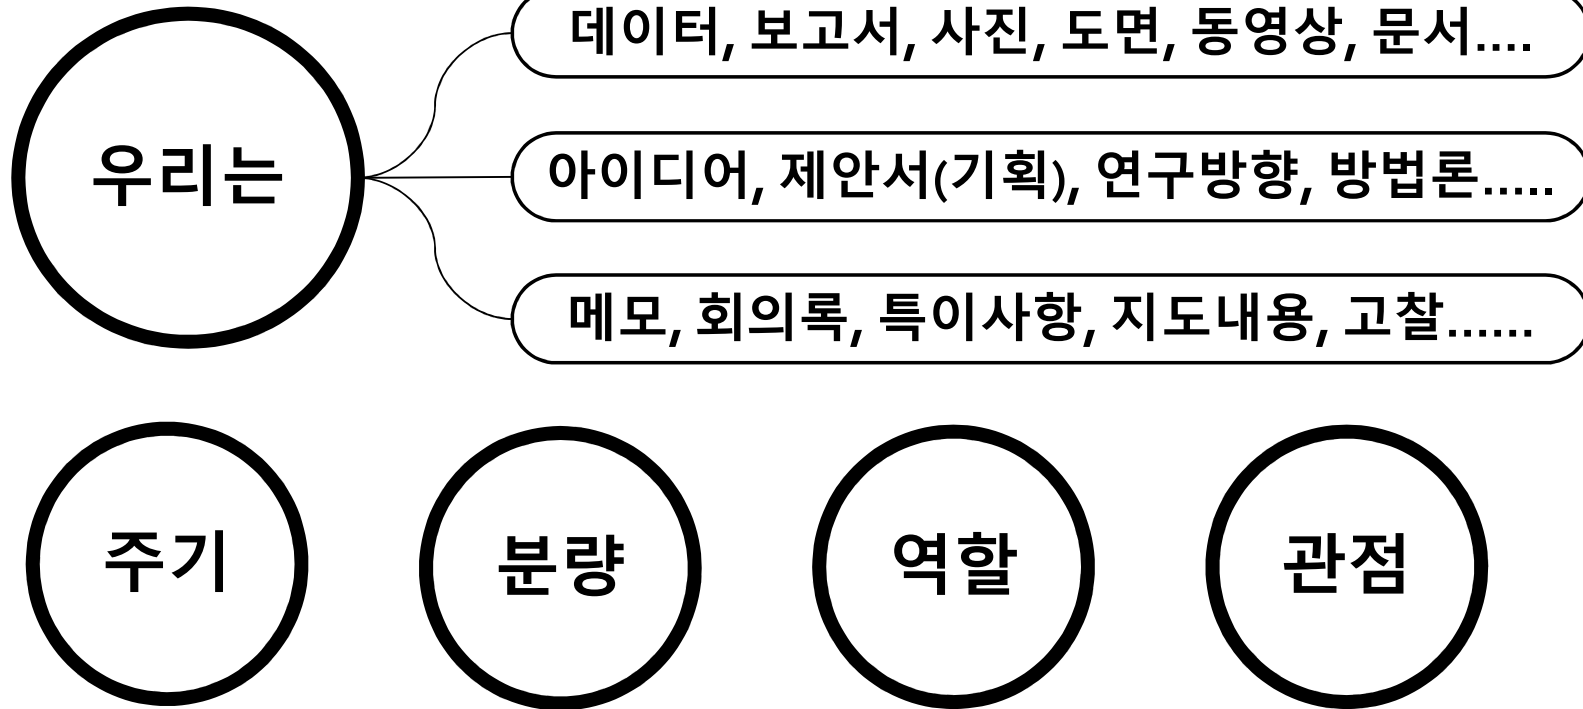 데이터, 보고서, 사진, 도면, 동영상, 문서....
우리는
아이디어, 제안서(기획), 연구방향, 방법론.....
메모, 회의록, 특이사항, 지도내용, 고찰......
주기
분량
역할
관점